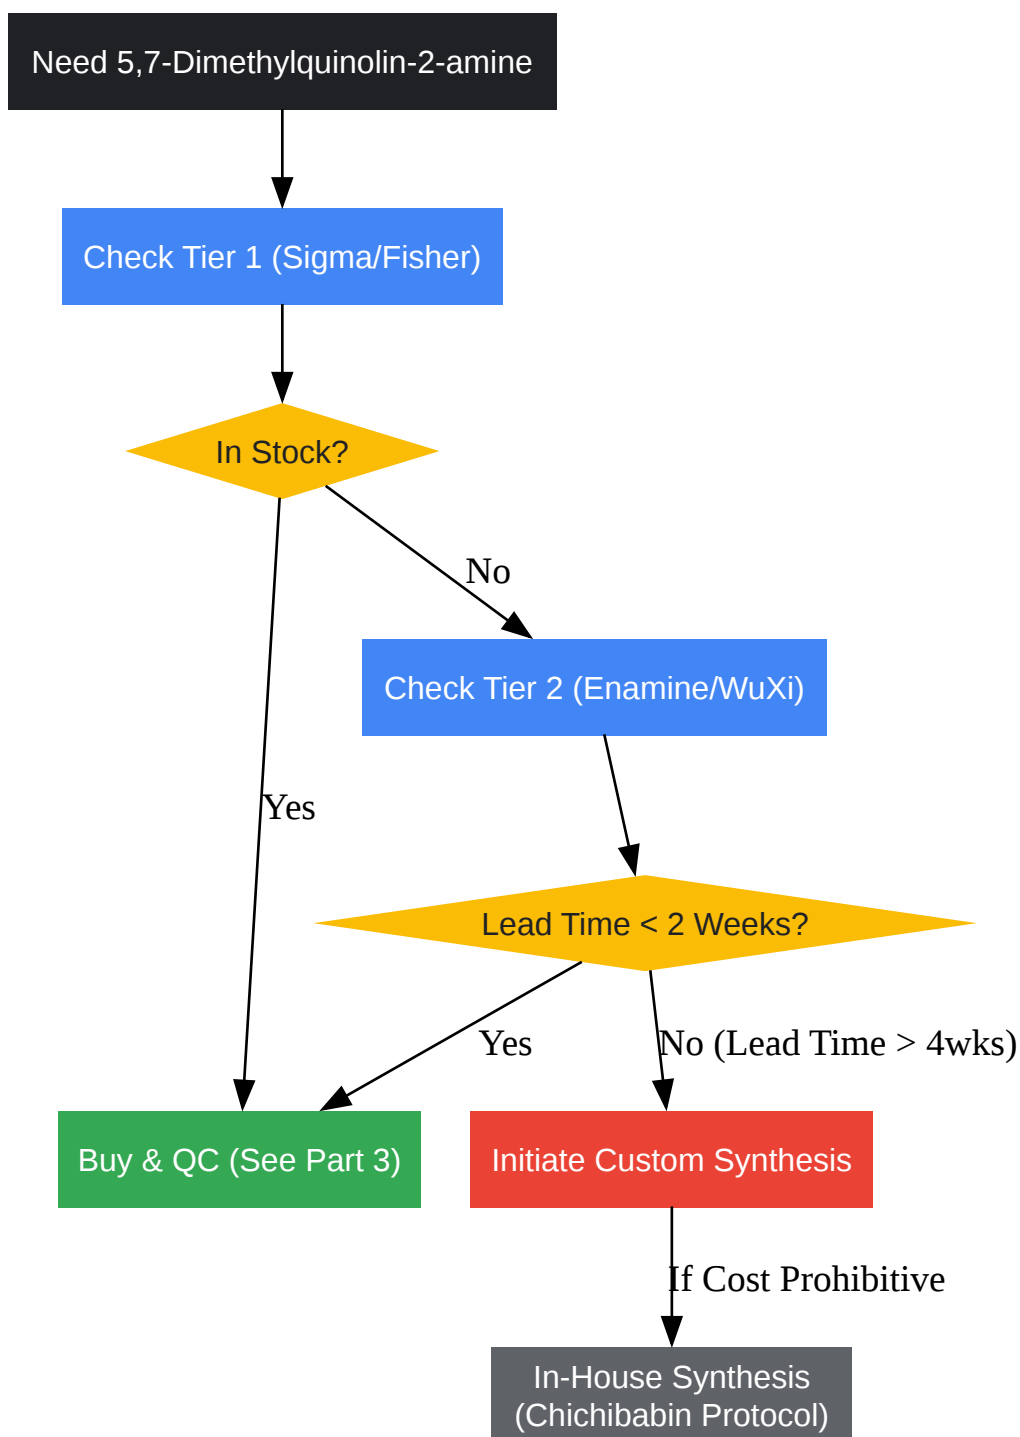 Need 5,7-Dimethylquinolin-2-amine
Check Tier 1 (Sigma/Fisher)
In Stock?
No
Check Tier 2 (Enamine/WuXi)
Yes
Lead Time < 2 Weeks?
Yes
No (Lead Time > 4wks)
Buy & QC (See Part 3)
Initiate Custom Synthesis
If Cost Prohibitive
In-House Synthesis
(Chichibabin Protocol)